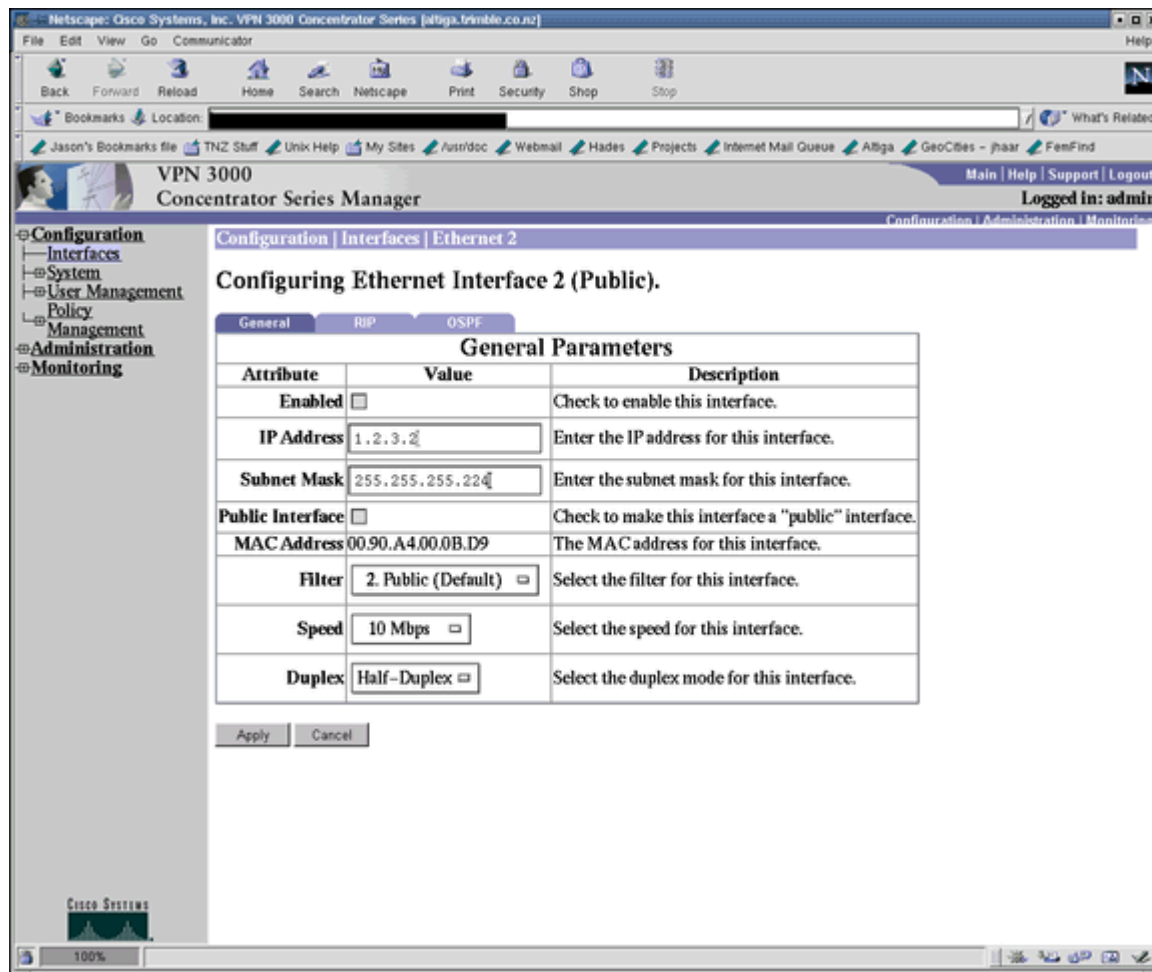 Netscape: Cisco Systems, Inc. VPN 3000 Concentrator Series [altiga.trimble.co.nz]
File Edit View Go Communicator Help
Back Forward Reload Home Search Netscape Print Security Shop Stop
N
Bookmarks Location: What's Related
Jason's Bookmarks file TNZ Stuff Unix Help My Sites /usr/doc Webmail Hades Projects Internet Mail Queue Altiga GeoCities - jhaar FemFind
VPN 3000
Concentrator Series Manager
Main | Help | Support | Logout
Logged in: admin
Configuration | Administration | Monitoring
Configuration
Interfaces
System
User Management
Policy
Management
Administration
Monitoring
Configuration | Interfaces | Ethernet 2
Configuring Ethernet Interface 2 (Public).
General RIP OSPF
General Parameters
Attribute Value Description
Enabled Check to enable this interface.
IP Address 1.2.3.2 Enter the IP address for this interface.
Subnet Mask 255.255.255.224 Enter the subnet mask for this interface.
Public Interface Check to make this interface a "public" interface.
MAC Address 00.90.A4.00.0B.D9 The MAC address for this interface.
Filter 2. Public (Default) Select the filter for this interface.
Speed 10 Mbps Select the speed for this interface.
Duplex Half-Duplex Select the duplex mode for this interface.
Apply Cancel
Cisco Systems
100%